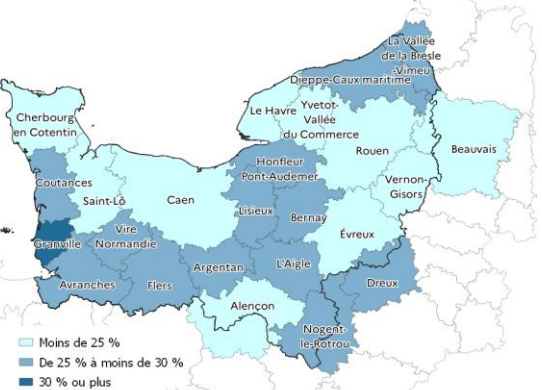 La Vallée
de la Bresle
-Vimeu
Dieppe-Caux maritime
Le Havre
Yvetot-
Vallée
du Commerce
Cherbourg
en Cotentin
Rouen
Beauvais
Honfleur
Pont-Audemer
Coutances
Vernon-
Gisors
Saint-Lô
Caen
Lisieux
Bernay
Granville
Vire
Normandie
Évreux
Argentan
L'Aigle
Avranches
Flers
Dreux
Alençon
Nogent-
le-Rotrou
Moins de 25 %
De 25 % à moins de 30 %
30 % ou plus